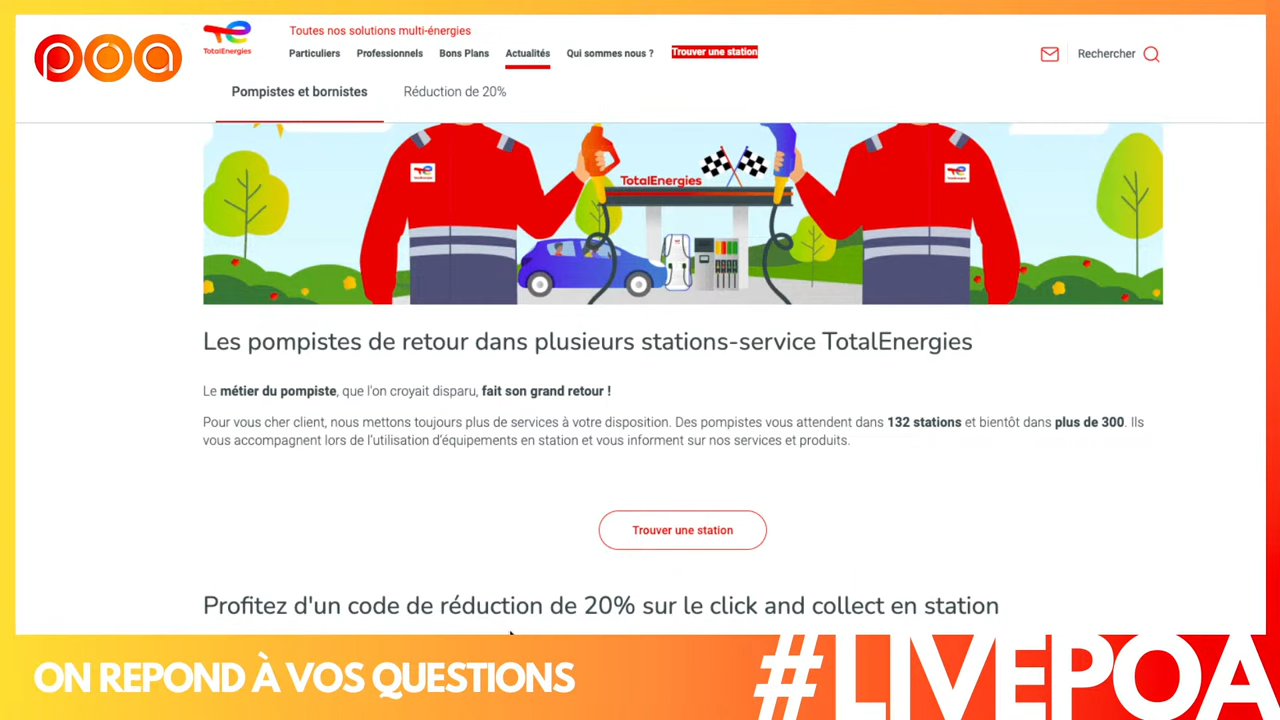 poa
TotalEnergies
Toutes nos solutions multi-énergies
Particuliers Professionnels Bons Plans Actualités Qui sommes nous ? Trouver une station
Rechercher
Pompistes et bornistes Réduction de 20%
TotalEnergies
Les pompistes de retour dans plusieurs stations-service TotalEnergies
Le métier du pompiste, que l'on croyait disparu, fait son grand retour !
Pour vous cher client, nous mettons toujours plus de services à votre disposition. Des pompistes vous attendent dans 132 stations et bientôt dans plus de 300. Ils
vous accompagnent lors de l'utilisation d'équipements en station et vous informent sur nos services et produits.
Trouver une station
Profitez d'un code de réduction de 20% sur le click and collect en station
ON REPOND À VOS QUESTIONS
#LIVEPOA